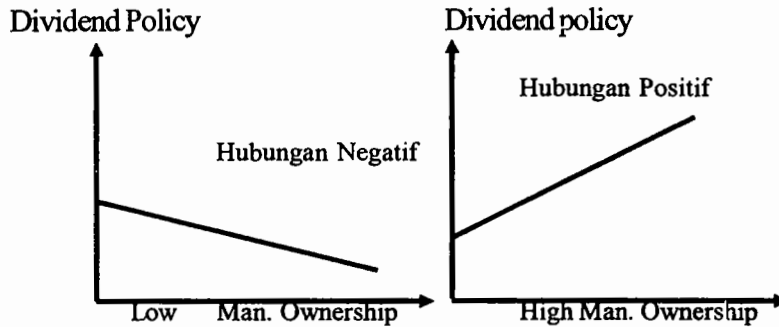 Dividend Policy
Dividend policy
Hubungan Positif
Hubungan Negatif
Low Man. Ownership
High Man. Ownership